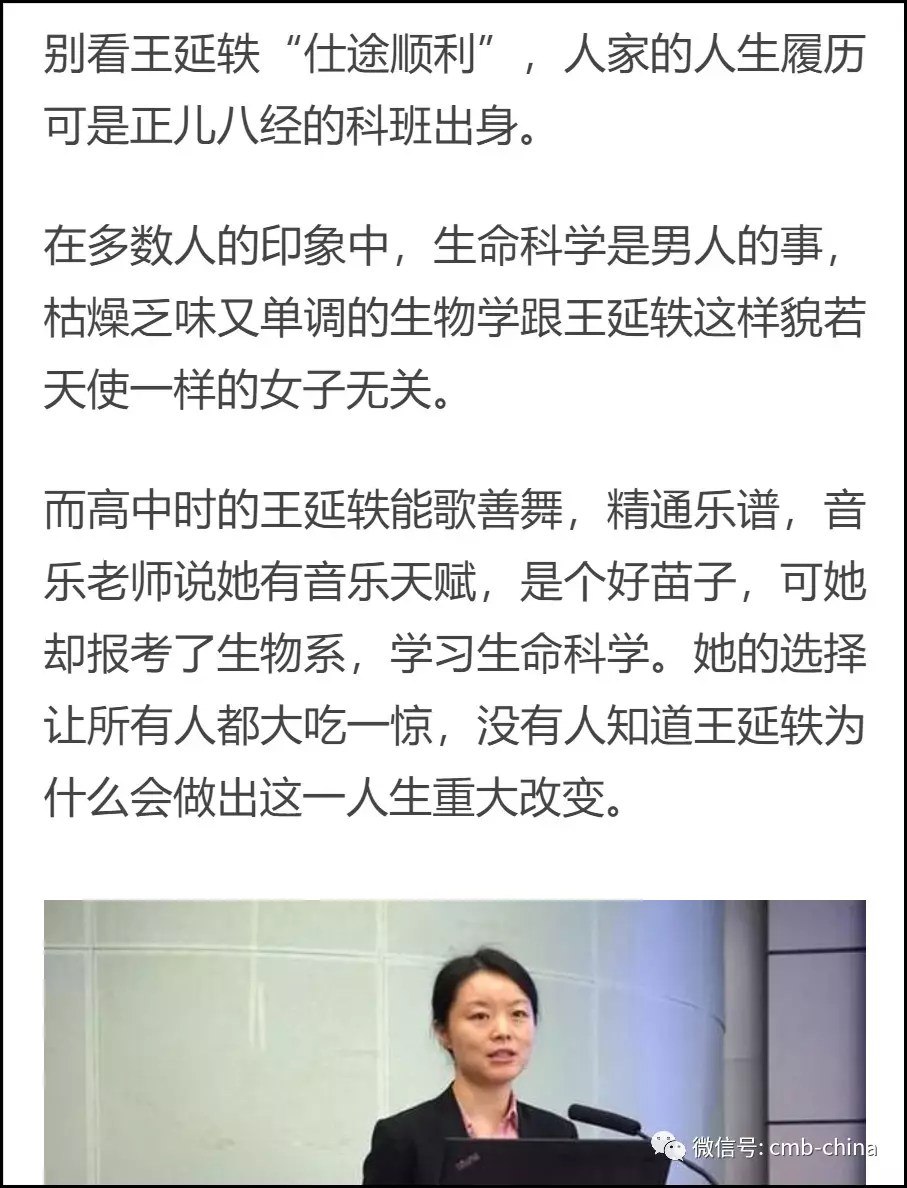 别看王延轶“仕途顺利”，人家的人生履历
可是正儿八经的科班出身。
在多数人的印象中，生命科学是男人的事，
枯燥乏味又单调的生物学跟王延轶这样貌若
天使一样的女子无关。
而高中时的王延轶能歌善舞，精通乐谱，音
乐老师说她有音乐天赋，是个好苗子，可她
却报考了生物系，学习生命科学。她的选择
让所有人都大吃一惊，没有人知道王延轶为
什么会做出这一人生重大改变。
微信号: cmb-china